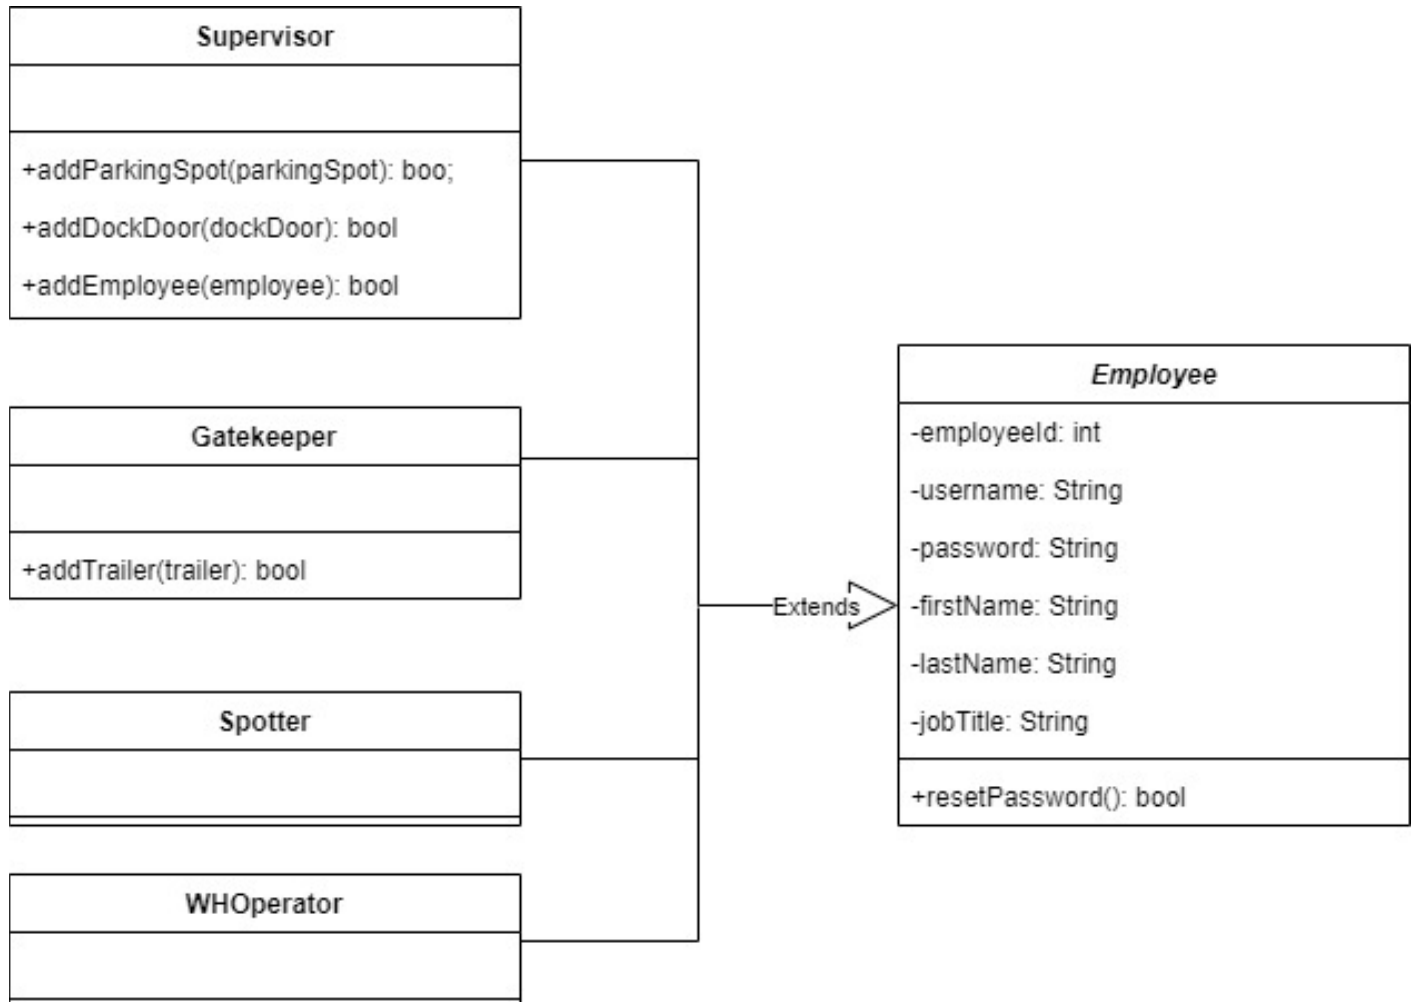 Supervisor
+addParkingSpot(parkingSpot): boo;
+addDockDoor(dockDoor): bool
+addEmployee(employee): bool
Gatekeeper
+addTrailer(trailer): bool
Spotter
WHOperator
Extends
Employee
-employeeId: int
-username: String
-password: String
-firstName: String
-lastName: String
-jobTitle: String
+resetPassword(): bool